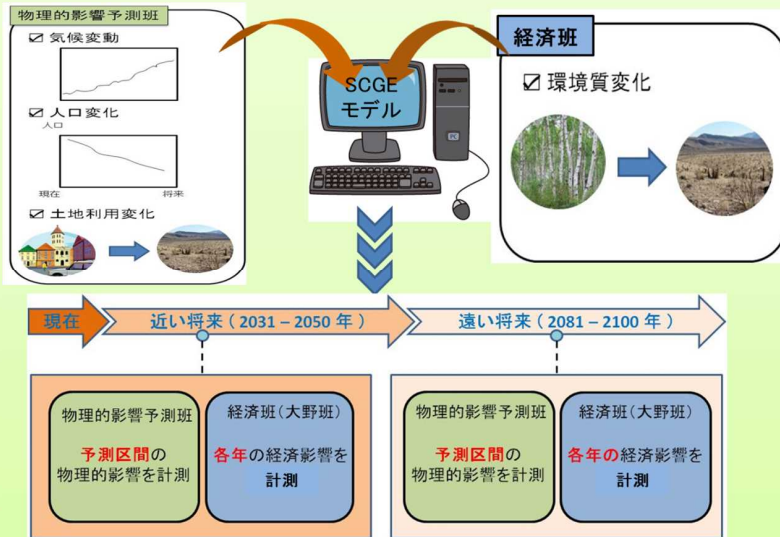 物理的影響予測班
☑ 気候変動
☑ 人口変化
人口
現在
将来
☑ 土地利用変化
SCGE
モデル
PC
経済班
☑ 環境質変化
現在
近い将来 ( 2031 – 2050 年 )
遠い将来 ( 2081 – 2100 年 )
物理的影響予測班
予測区間の
物理的影響を計測
経済班(大野班)
各年の経済影響を
計測
物理的影響予測班
予測区間の
物理的影響を計測
経済班(大野班)
各年の経済影響を
計測